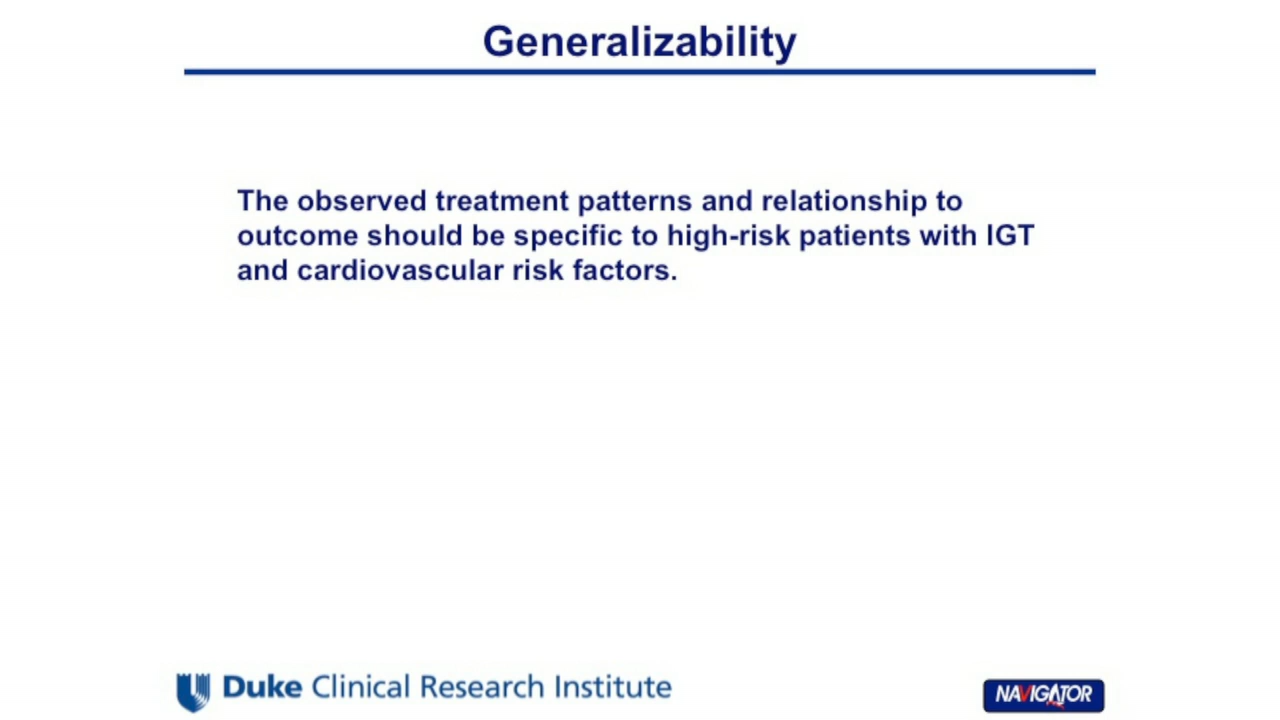 Generalizability
The observed treatment patterns and relationship to
outcome should be specific to high-risk patients with IGT
and cardiovascular risk factors.
Duke Clinical Research Institute
NAVIGATOR